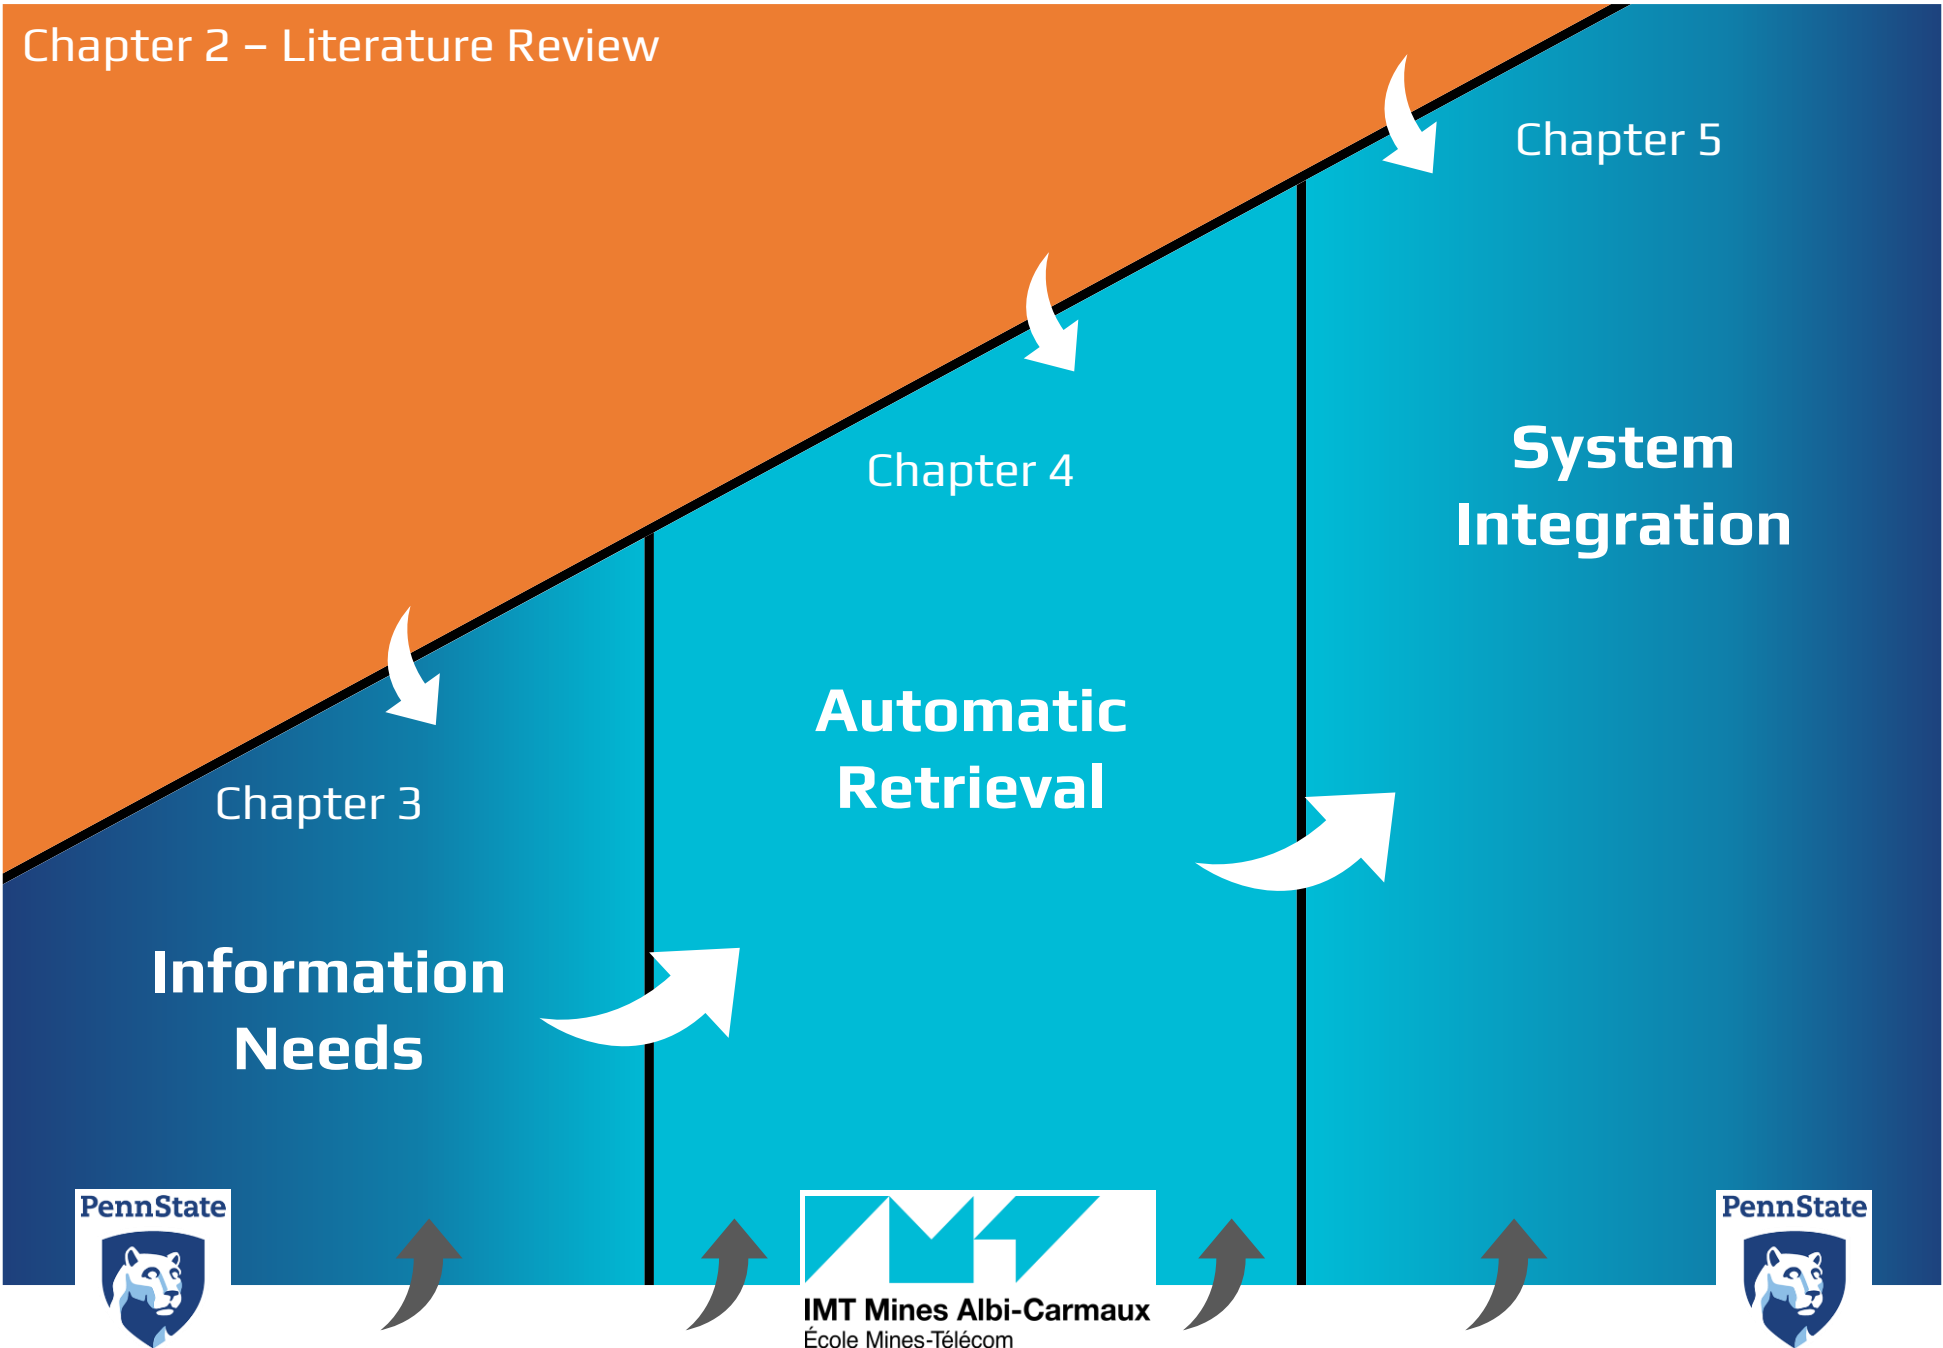 Chapter 2 – Literature Review
Chapter 5
System
Integration
Chapter 4
Automatic
Retrieval
Chapter 3
Information
Needs
PennState
IMT Mines Albi-Carmaux
École Mines-Télécom
PennState